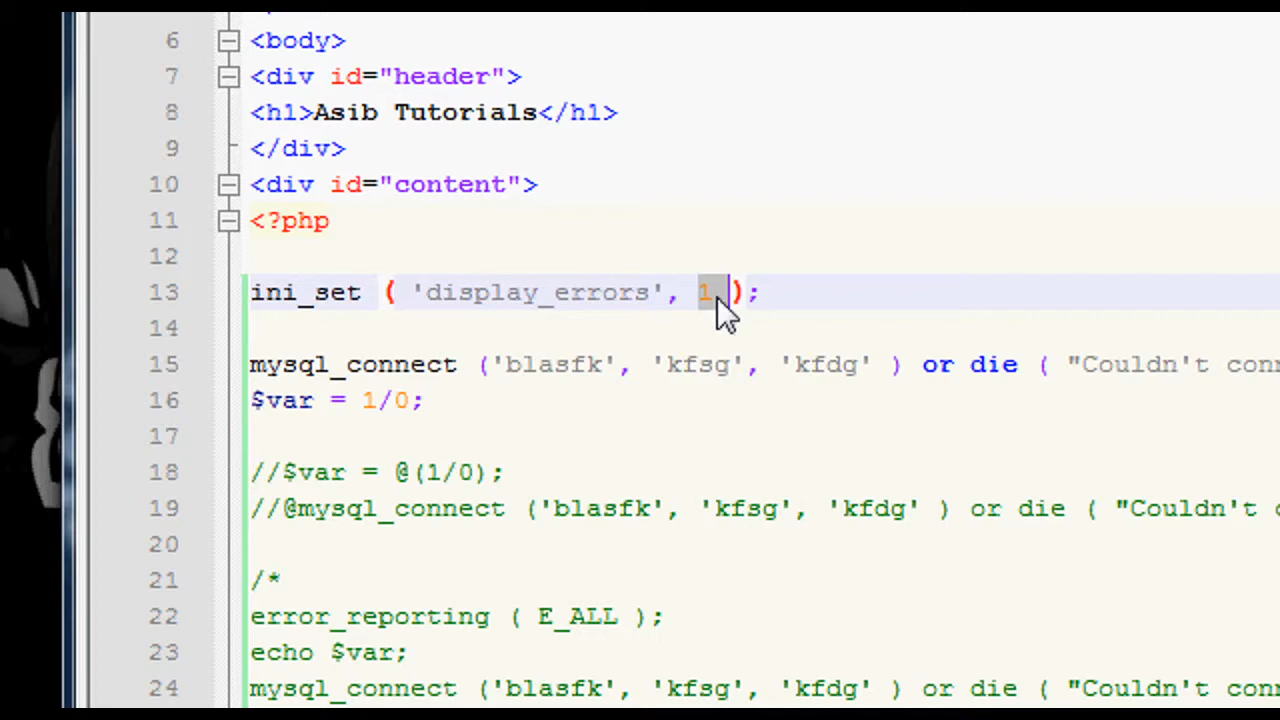 6 <body>
7 <div id="header">
8 <h1>Asib Tutorials</h1>
9 </div>
10 <div id="content">
11 <?php
12
13 ini_set ( 'display_errors', 1 );
14
15 mysql_connect ('blasfk', 'kfsg', 'kfdg' ) or die ( "Couldn't conn
16 $var = 1/0;
17
18 //$var = @(1/0);
19 //@mysql_connect ('blasfk', 'kfsg', 'kfdg' ) or die ( "Couldn't c
20
21 /*
22 error_reporting ( E_ALL );
23 echo $var;
24 mysql_connect ('blasfk', 'kfsg', 'kfdg' ) or die ( "Couldn't conn